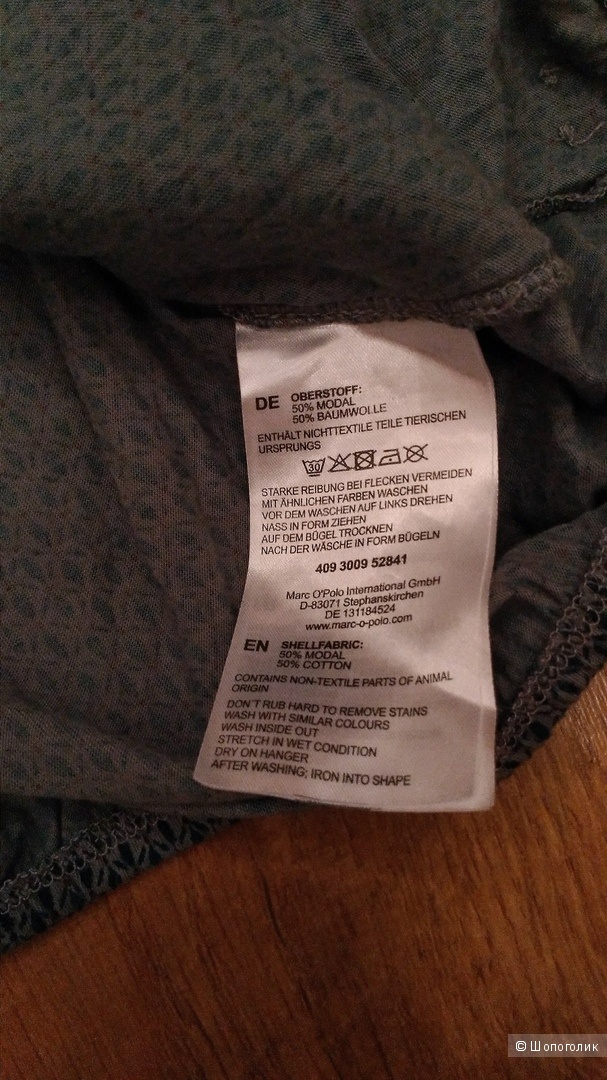 DE OBERSTOFF:
50% MODAL
50% BAUMWOLLE
ENTHÄLT NICHTTEXTILE TEILE TIERISCHEN
URSPRUNGS
30
STARKE REIBUNG BEI FLECKEN VERMEIDEN
MIT ÄHNLICHEN FARBEN WASCHEN
VOR DEM WASCHEN AUF LINKS DREHEN
NASS IN FORM ZIEHEN
AUF DEM BÜGEL TROCKNEN
NACH DER WÄSCHE IN FORM BÜGELN
409 3009 52841
Marc O'Polo International GmbH
D-83071 Stephanskirchen
DE 131184524
www.marc-o-polo.com
EN SHELLFABRIC:
50% MODAL
50% COTTON
CONTAINS NON-TEXTILE PARTS OF ANIMAL
ORIGIN
DON'T RUB HARD TO REMOVE STAINS
WASH WITH SIMILAR COLOURS
WASH INSIDE OUT
STRETCH IN WET CONDITION
DRY ON HANGER
AFTER WASHING; IRON INTO SHAPE
© Шопоголик